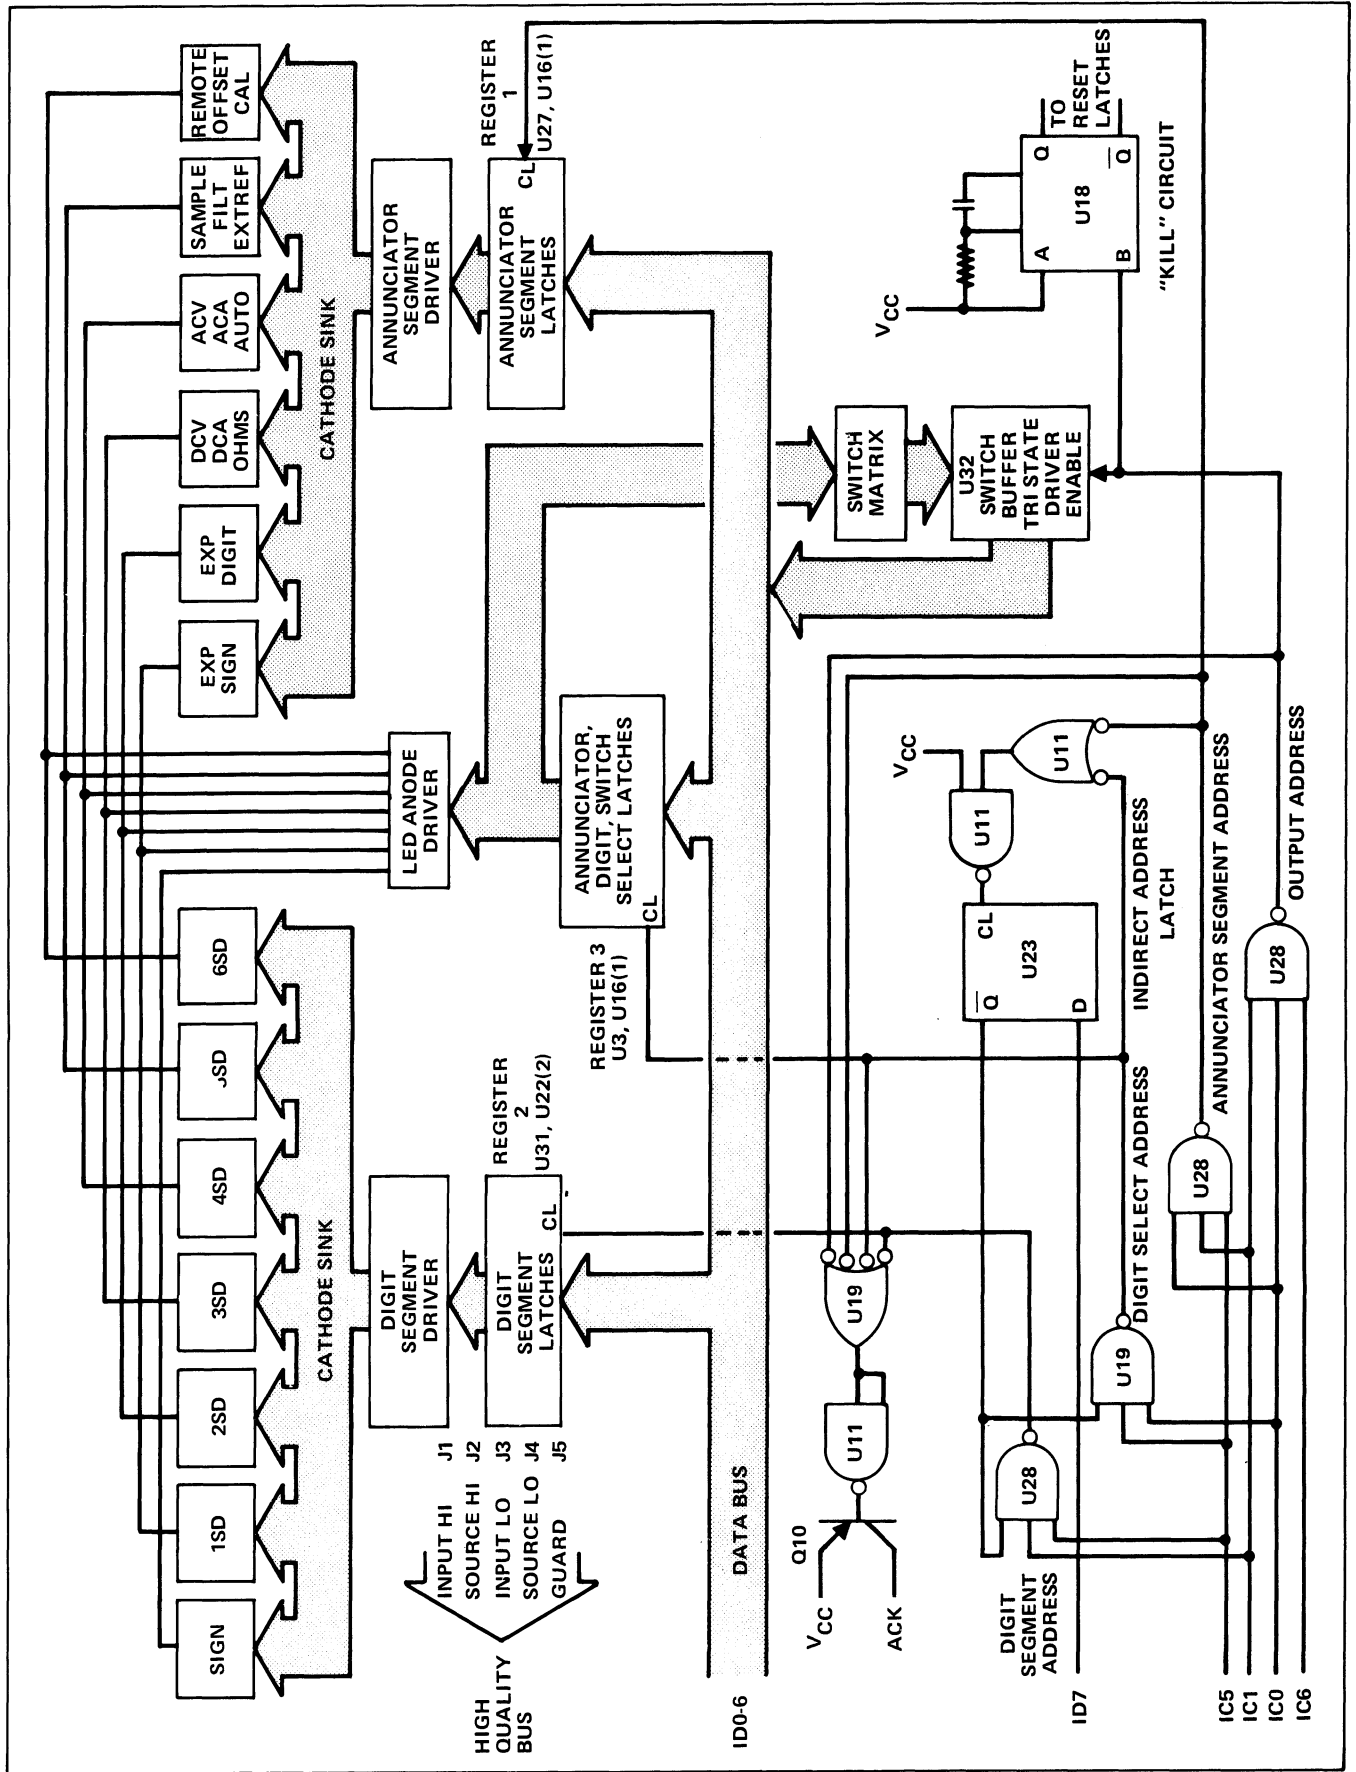 SIGN
1SD
2SD
3SD
4SD
SD
6SD
EXP
SIGN
EXP
DIGIT
DCV
DCA
OHMS
ACV
ACA
AUTO
SAMPLE
FILT
EXTREF
REMOTE
OFFSET
CAL
CATHODE SINK
CATHODE SINK
DIGIT
SEGMENT
DRIVER
LED ANODE
DRIVER
ANNUNCIATOR
SEGMENT
DRIVER
HIGH
QUALITY
BUS
INPUT HI J1
SOURCE HI J2
INPUT LO J3
SOURCE LO J4
GUARD J5
DIGIT
SEGMENT
LATCHES
CL
REGISTER
2
U31, U22(2)
ANNUNCIATOR,
DIGIT, SWITCH
SELECT LATCHES
CL
REGISTER 3
U3, U16(1)
ANNUNCIATOR
SEGMENT
LATCHES
CL
REGISTER
1
U27, U16(1)
ID0-6
DATA BUS
SWITCH
MATRIX
U32
SWITCH
BUFFER
TRI STATE
DRIVER
ENABLE
VCC
Q10
ACK
U11
U19
VCC
A
B
U18
Q
Q
TO
RESET
LATCHES
"KILL" CIRCUIT
VCC
U11
U11
CL
U23
Q
D
INDIRECT ADDRESS
LATCH
DIGIT
SEGMENT
ADDRESS
U28
U19
DIGIT SELECT ADDRESS
U28
ANNUNCIATOR SEGMENT ADDRESS
U28
OUTPUT ADDRESS
ID7
IC5
IC1
IC0
IC6